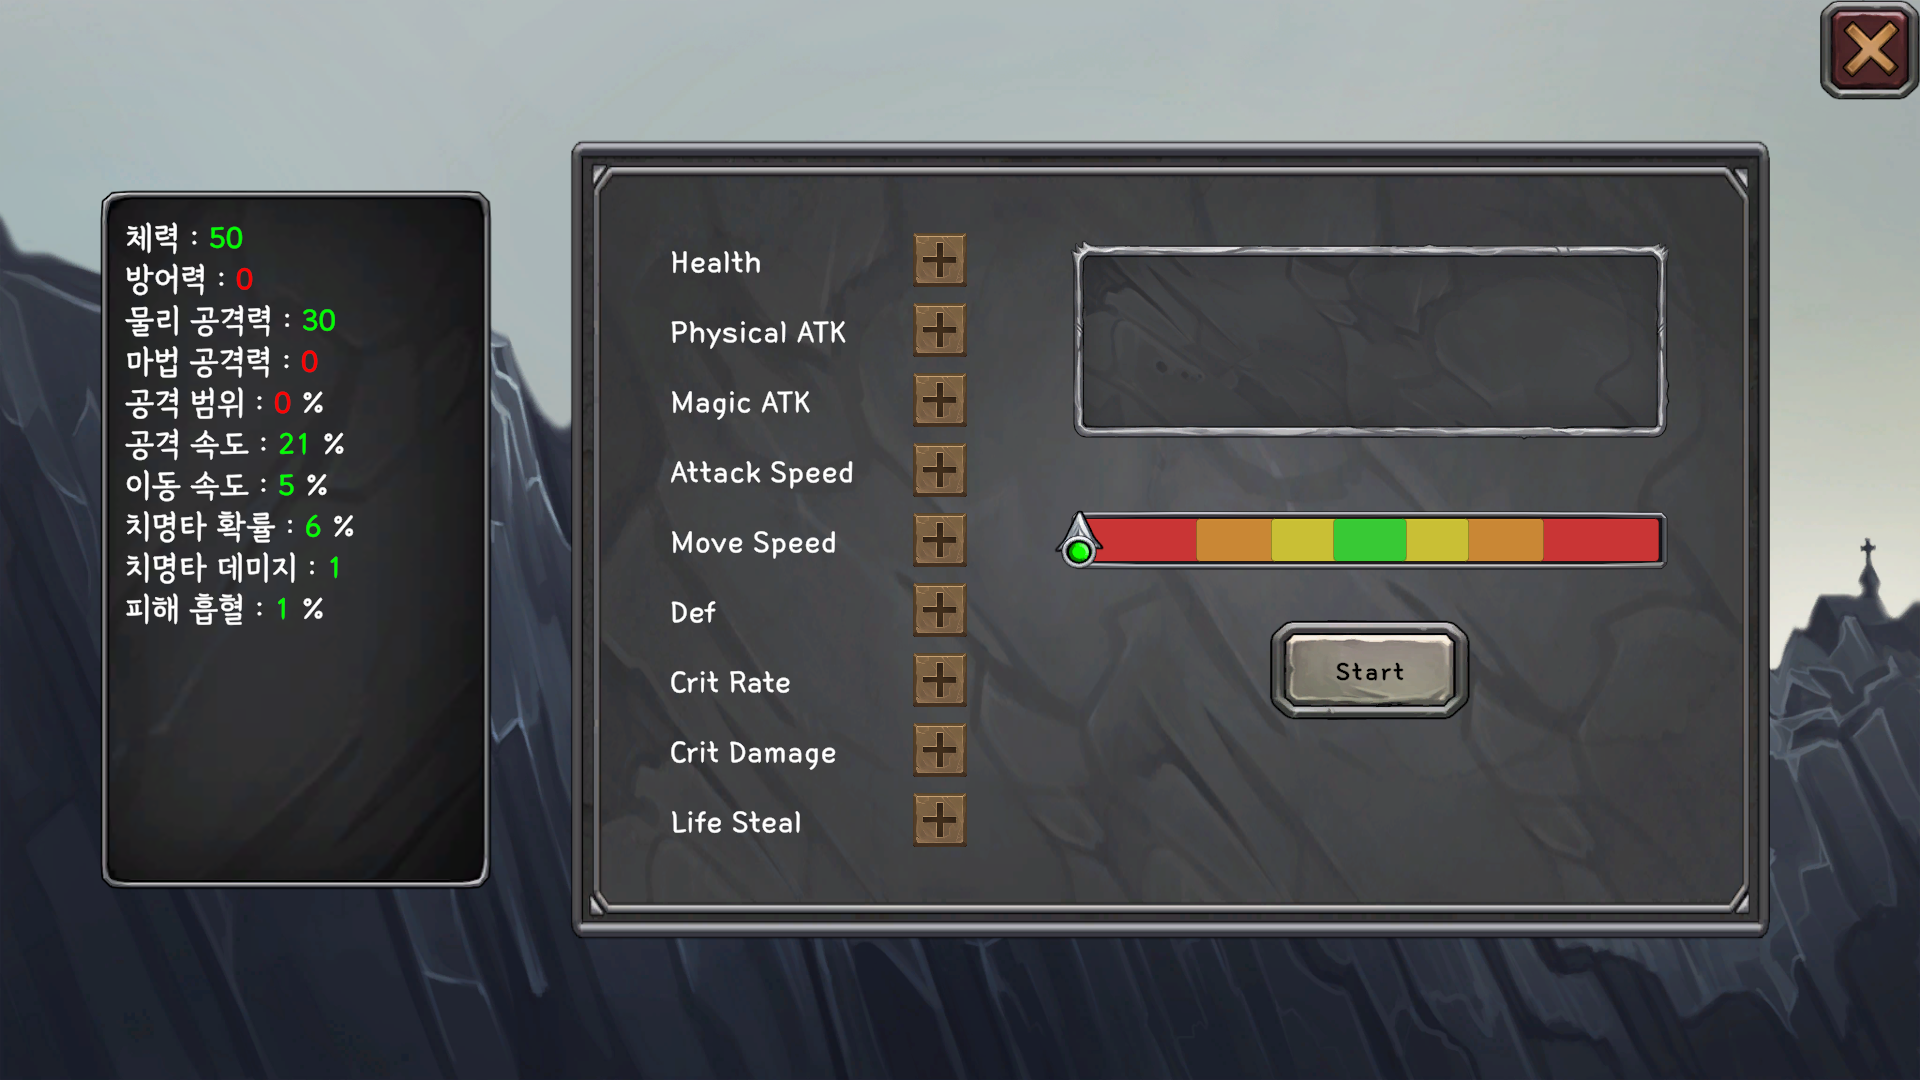 체력 : 50
방어력 : 0
물리 공격력 : 30
마법 공격력 : 0
공격 범위 : 0 %
공격 속도 : 21 %
이동 속도 : 5 %
치명타 확률 : 6 %
치명타 데미지 : 1
피해 흡혈 : 1 %
Health
Physical ATK
Magic ATK
Attack Speed
Move Speed
Def
Crit Rate
Crit Damage
Life Steal
Start